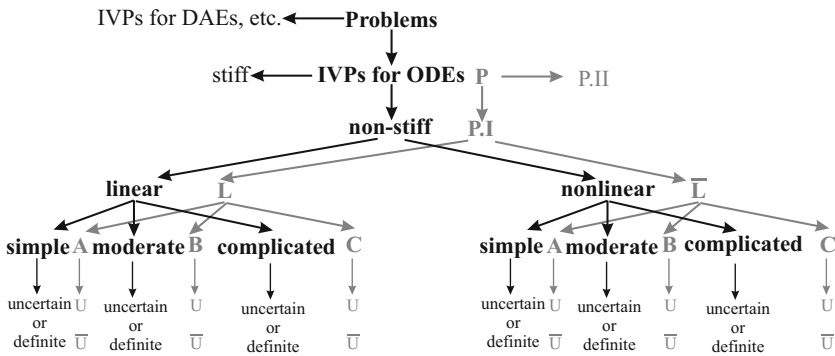 IVPs for DAEs, etc. Problems
stiff IVPs for ODEs P P.II
non-stiff P.I
linear L nonlinear L̅
simple A moderate B complicated C simple A moderate B complicated C
uncertain U uncertain U uncertain U uncertain U uncertain U uncertain U
or or or or or or
definite U̅ definite U̅ definite U̅ definite U̅ definite U̅ definite U̅